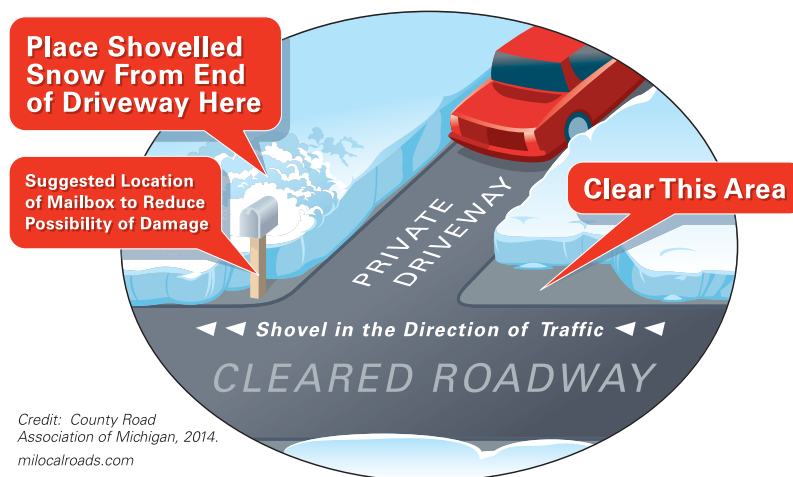 Place Shovelled
Snow From End
of Driveway Here
Suggested Location
of Mailbox to Reduce
Possibility of Damage
Clear This Area
PRIVATE
DRIVEWAY
◄ ◄ Shovel in the Direction of Traffic ◄ ◄
CLEARED ROADWAY
Credit: County Road
Association of Michigan, 2014.
milocalroads.com